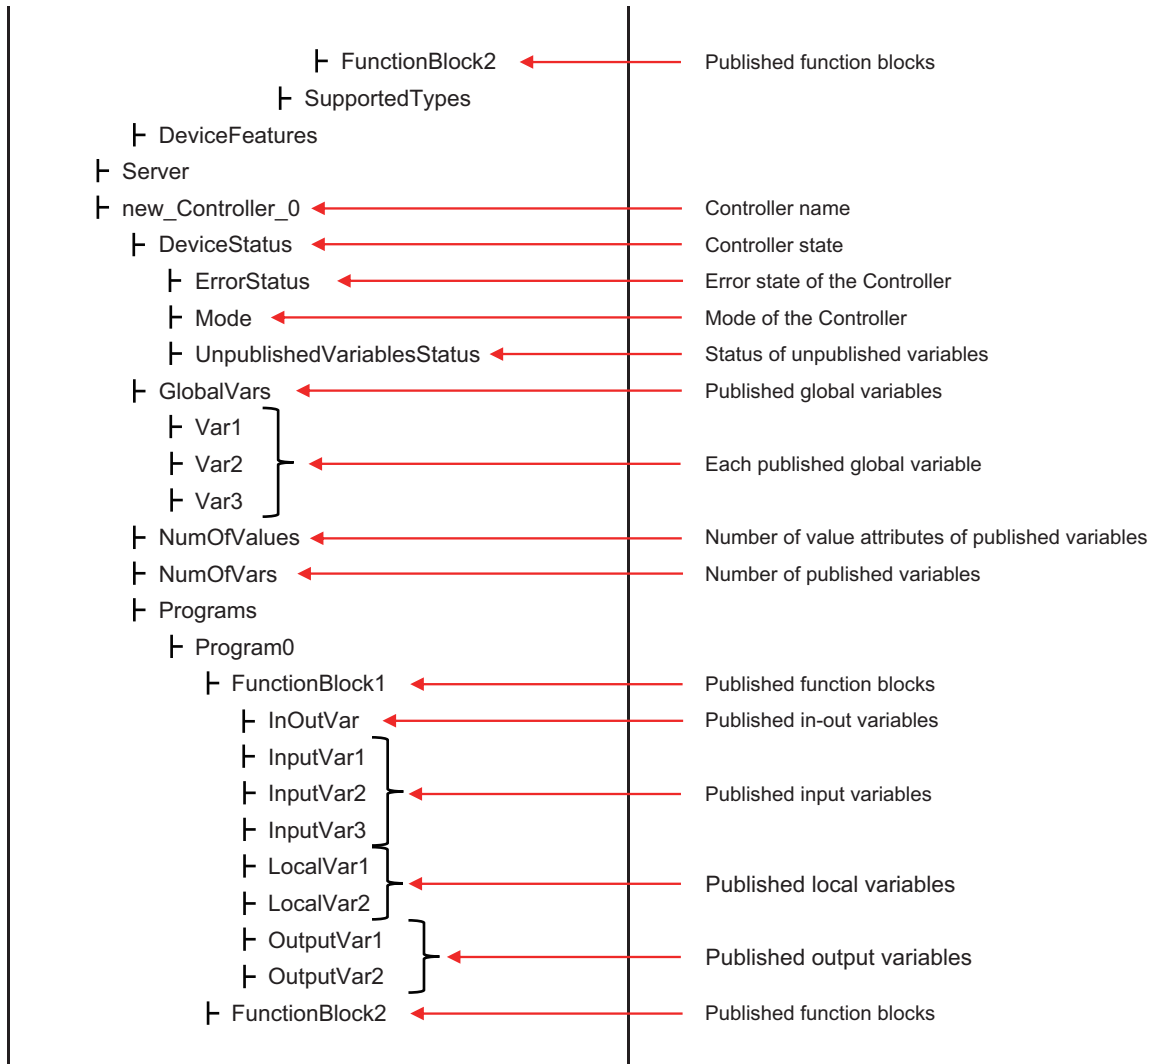 FunctionBlock2 Published function blocks
SupportedTypes
DeviceFeatures
Server
new_Controller_0 Controller name
DeviceStatus Controller state
ErrorStatus Error state of the Controller
Mode Mode of the Controller
UnpublishedVariablesStatus Status of unpublished variables
GlobalVars Published global variables
Var1
Var2 Each published global variable
Var3
NumOfValues Number of value attributes of published variables
NumOfVars Number of published variables
Programs
Program0
FunctionBlock1 Published function blocks
InOutVar Published in-out variables
InputVar1
InputVar2 Published input variables
InputVar3
LocalVar1
Published local variables
LocalVar2
OutputVar1
Published output variables
OutputVar2
FunctionBlock2 Published function blocks